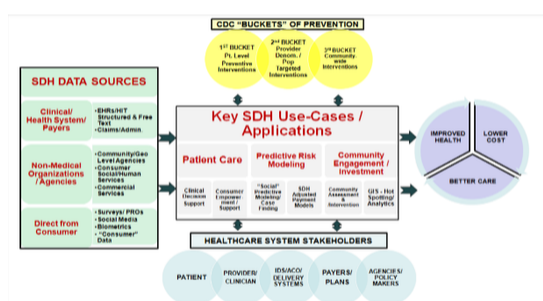 CDC "BUCKETS" OF PREVENTION
1ST BUCKET
Pt. Level
Preventive
Interventions
2nd BUCKET
Provider
Denom. /
Pop
Targeted
Interventions
3rd BUCKET
Community-
wide
Interventions
SDH DATA SOURCES
Clinical/
Health System/
Payers
•EHRs/HIT
Structured & Free
Text
•Claims/Admin.
Non-Medical
Organizations
/Agencies
•Community/Geo
Level Agencies
•Consumer
Social/Human
Services
•Commercial
Services
Direct from
Consumer
•Surveys/ PROs
•Social Media
•Biometrics
• "Consumer"
Data
Key SDH Use-Cases /
Applications
Patient Care
Predictive Risk
Modeling
Community
Engagement /
Investment
Clinical
Decision
Support
Consumer
Empower-
ment /
Support
"Social"
Predictive
Modeling/
Case
Finding
SDH
Adjusted
Payment
Models
Community
Assessment
&
Intervention
GIS - Hot
Spotting/
Analytics
IMPROVED
HEALTH
LOWER
COST
BETTER CARE
HEALTHCARE SYSTEM STAKEHOLDERS
PATIENT
PROVIDER/
CLINICIAN
IDS/ACO/
DELIVERY
SYSTEMS
PAYERS/
PLANS
AGENCIES/
POLICY
MAKERS